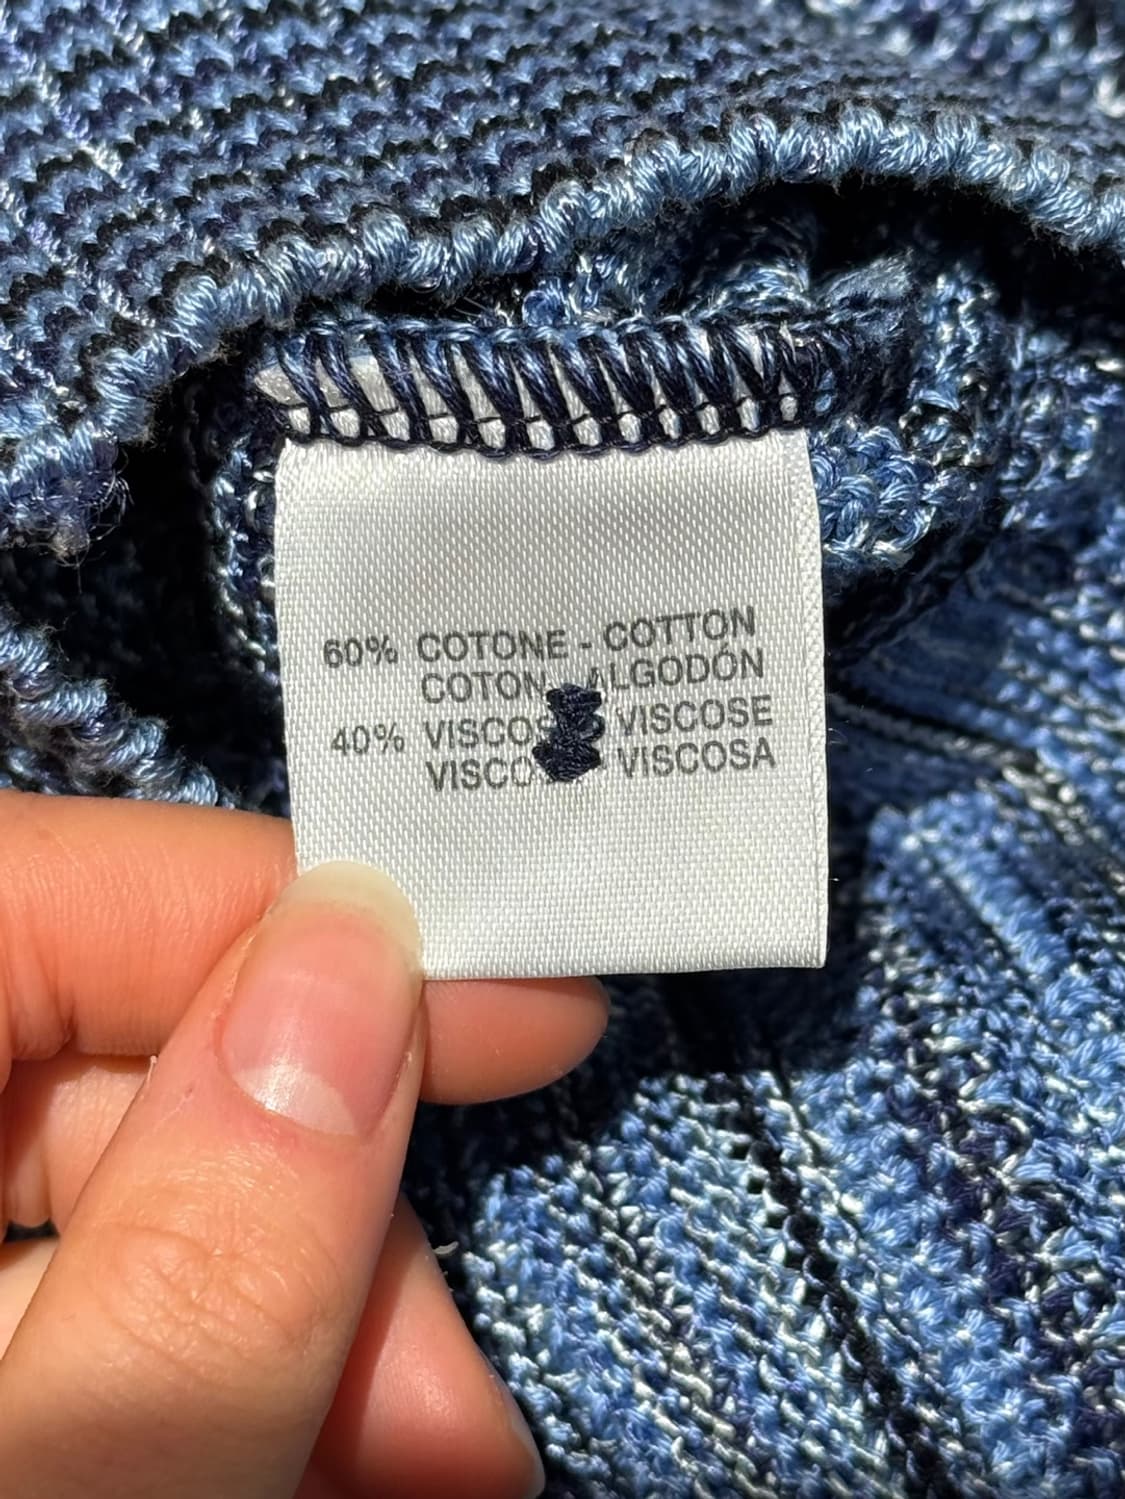 60% COTONE - COTTON
COTON - ALGODÓN
40% VISCOSE
VISCOSA